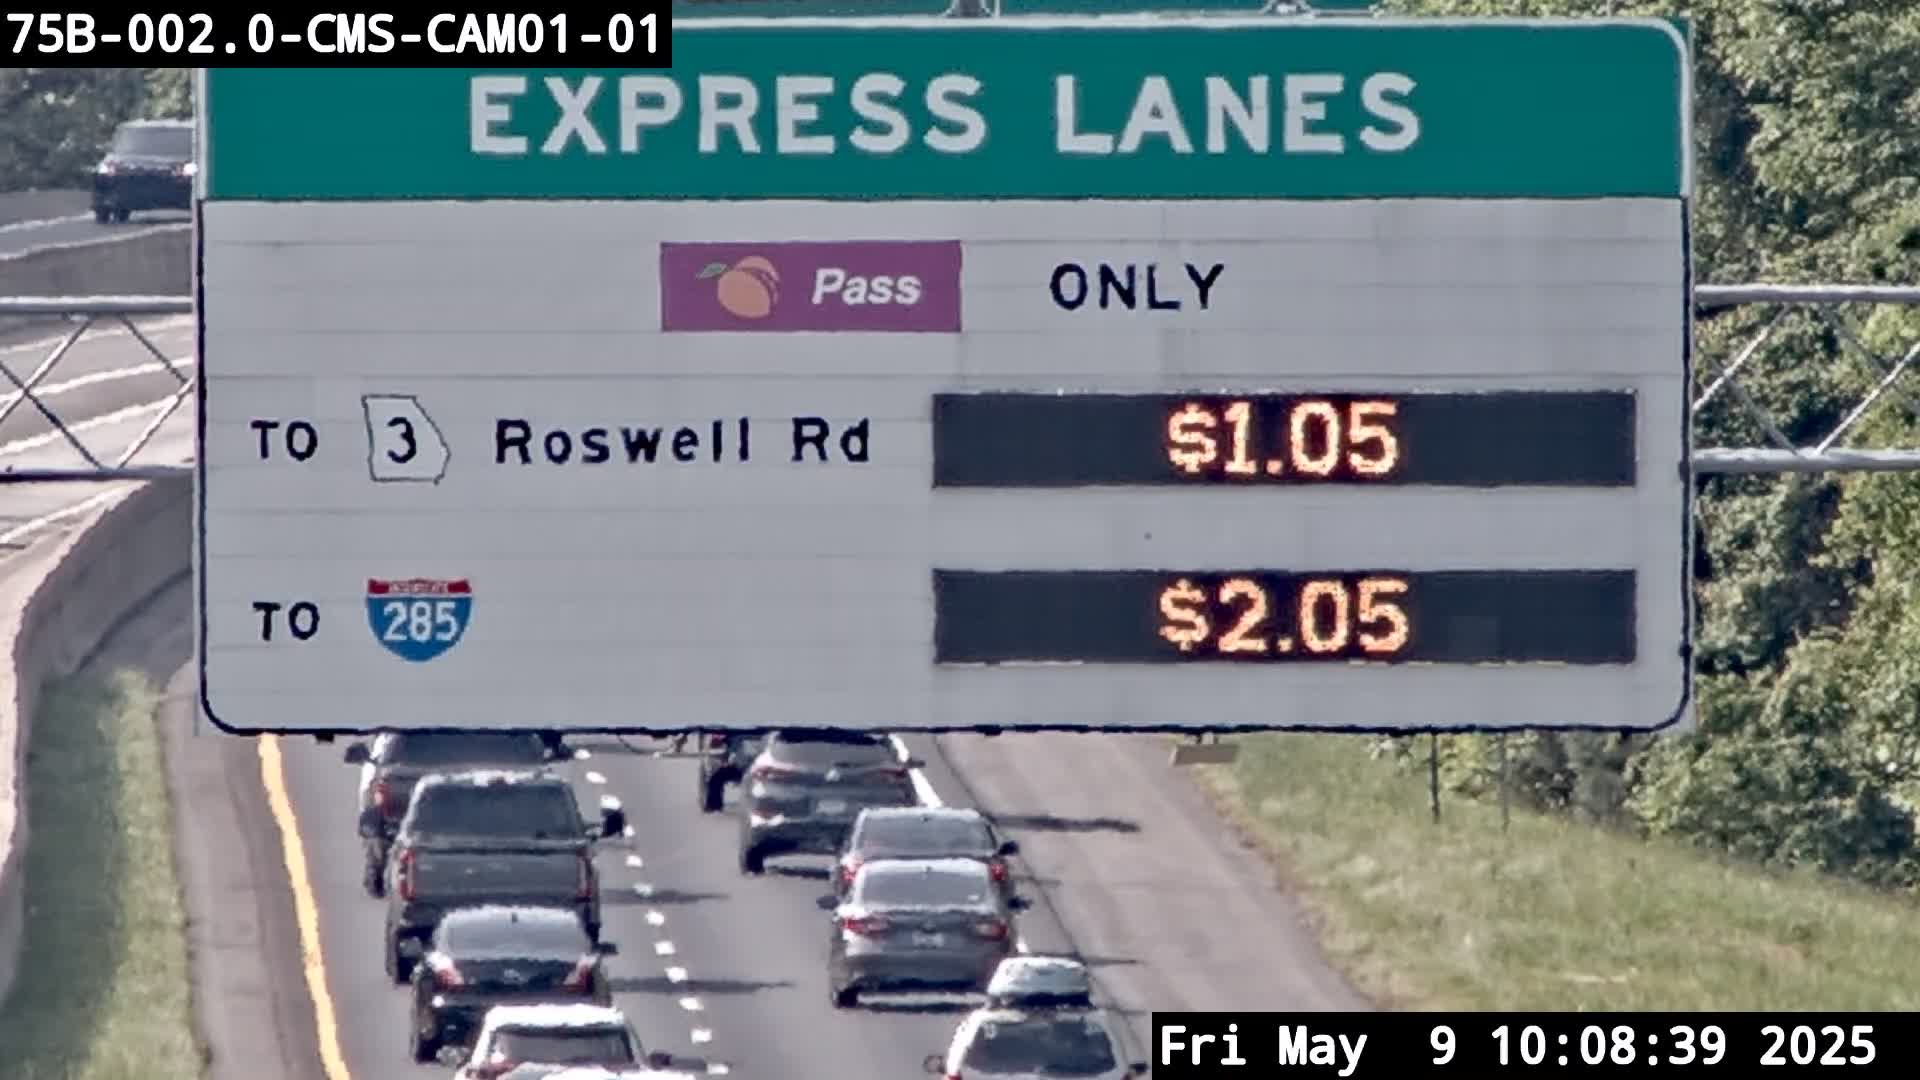 75B-002.0-CMS-CAM01-01
EXPRESS LANES
Pass ONLY
TO 3 Roswell Rd $1.05
TO 285 $2.05
Fri May 9 10:08:39 2025